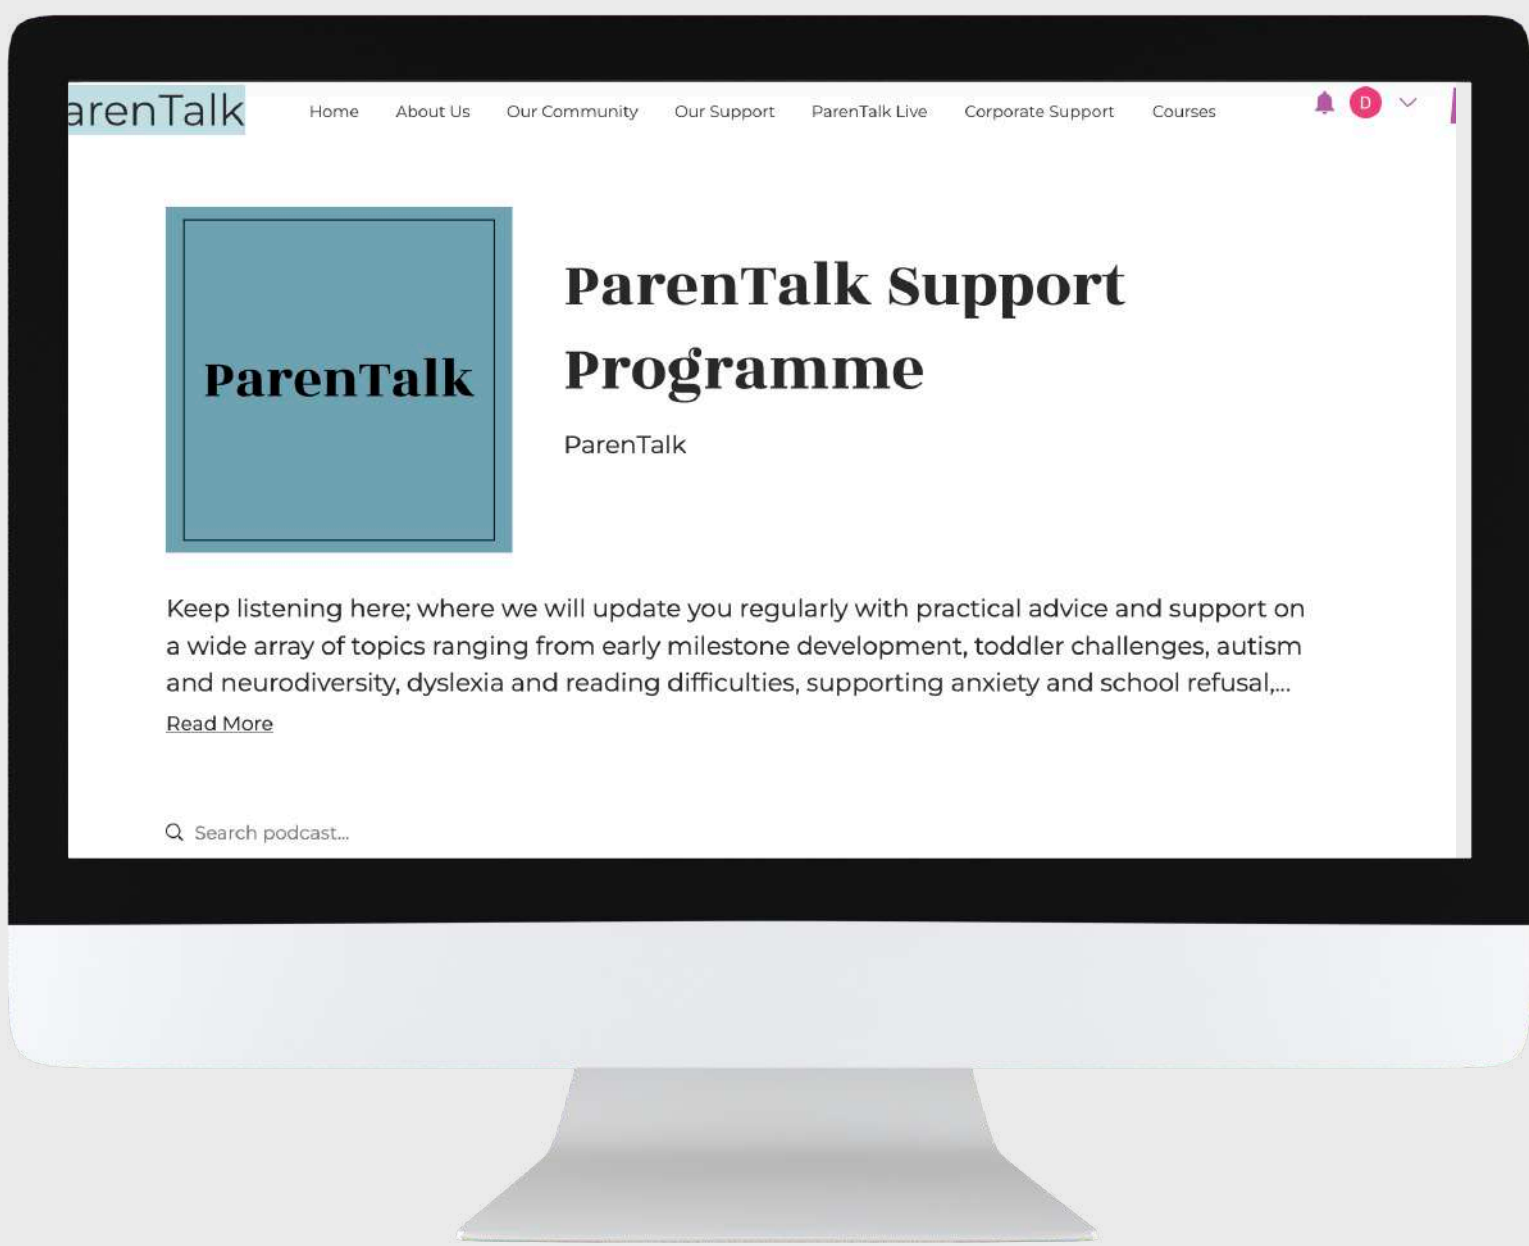 arenTalk
Home About Us Our Community Our Support ParenTalk Live Corporate Support Courses
D
ParenTalk
ParenTalk Support
Programme
ParenTalk
Keep listening here; where we will update you regularly with practical advice and support on
a wide array of topics ranging from early milestone development, toddler challenges, autism
and neurodiversity, dyslexia and reading difficulties, supporting anxiety and school refusal,...
Read More
Search podcast...